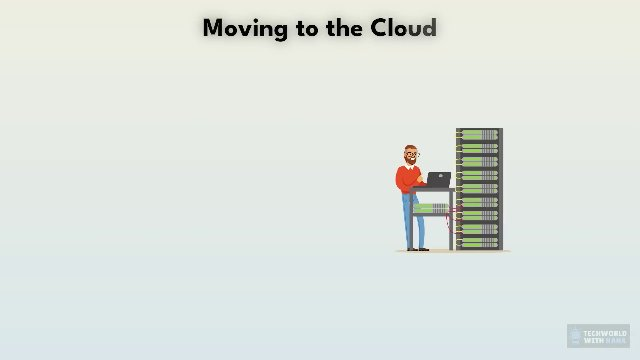 Moving to the Cloud
TECHWORLD
WITH NANA